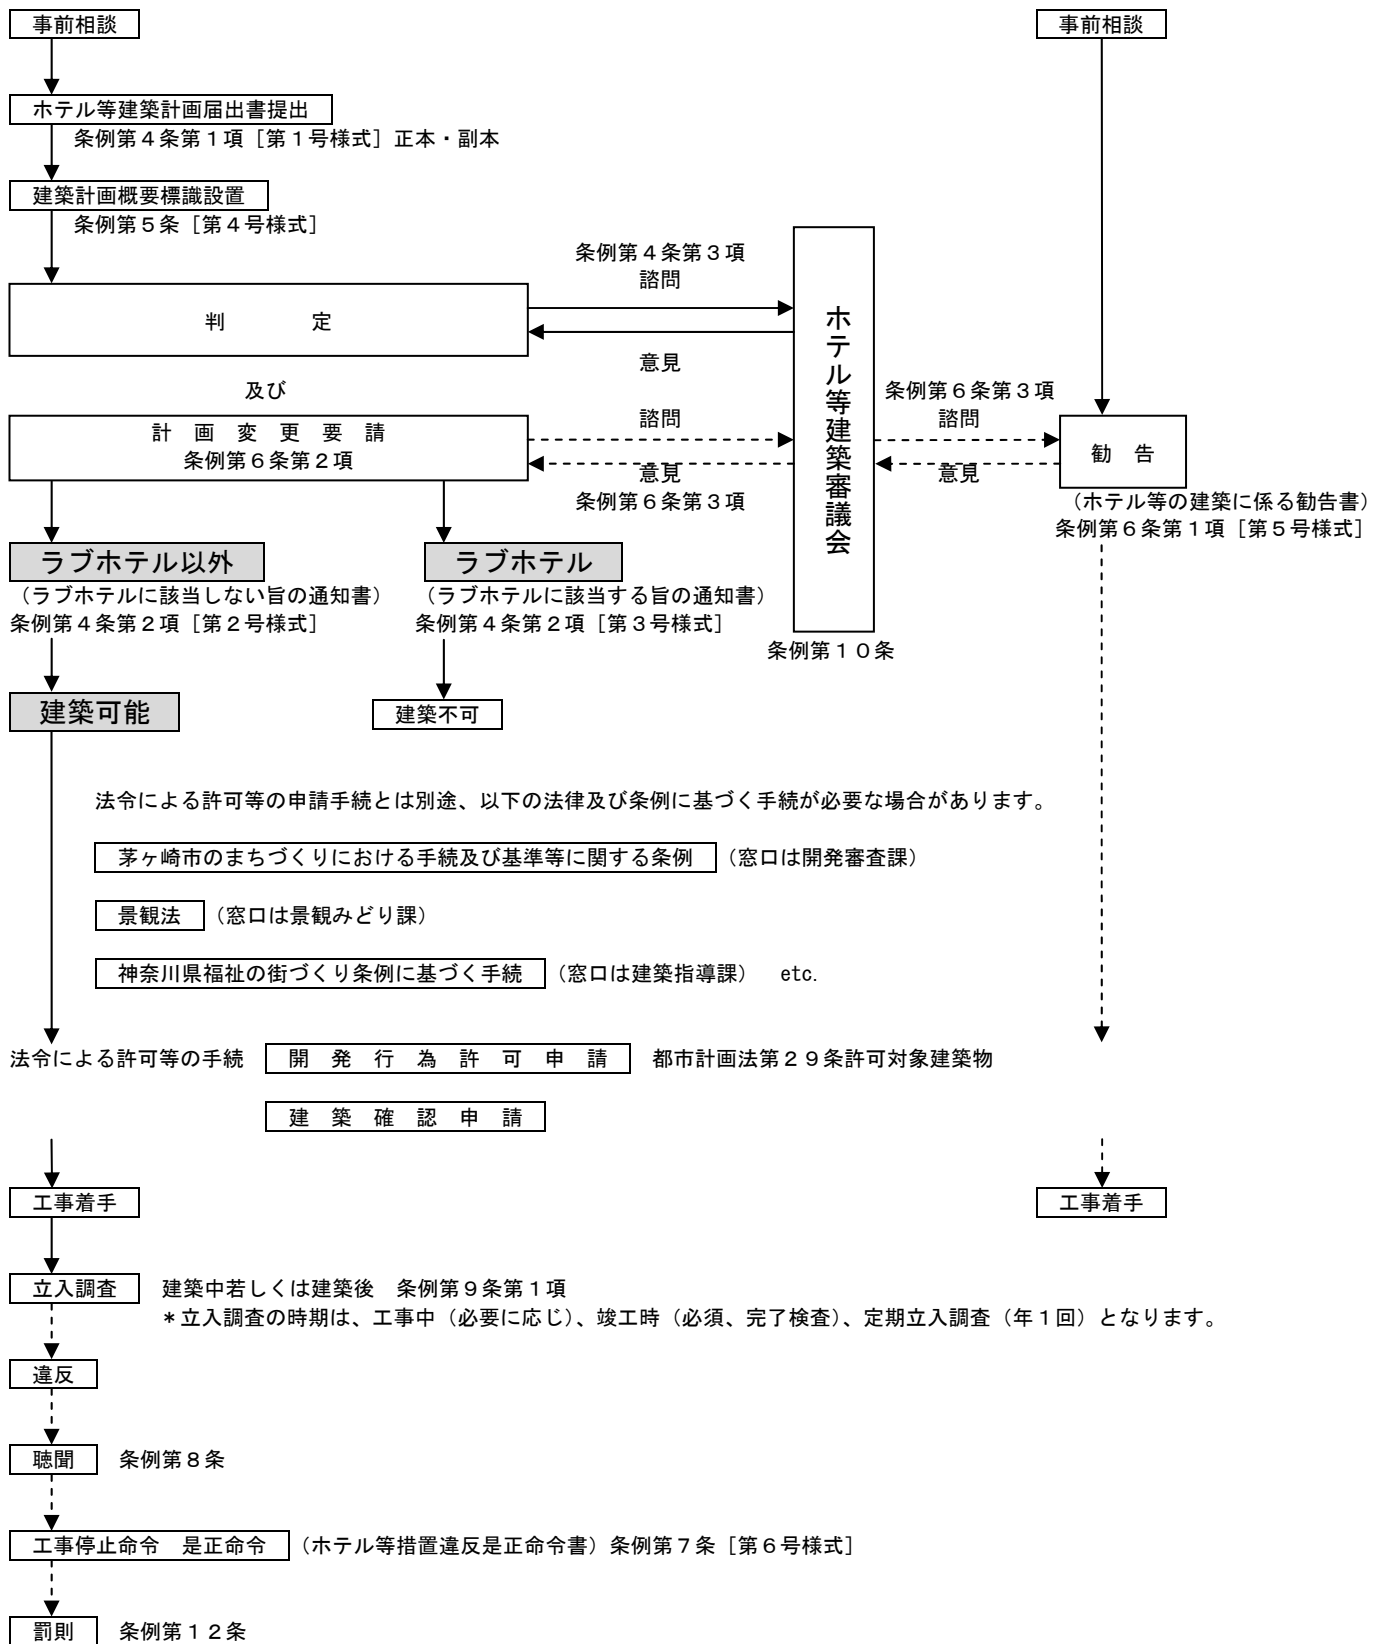 事前相談
事前相談
ホテル等建築計画届出書提出
条例第４条第１項［第１号様式］正本・副本
建築計画概要標識設置
条例第５条［第４号様式］
条例第４条第３項
諮問
判　定
意見
ホテル等建築審議会
及び
計　画　変　更　要　請
条例第６条第２項
諮問
意見
条例第６条第３項
条例第６条第３項
諮問
意見
勧　告
（ホテル等の建築に係る勧告書）
条例第６条第１項［第５号様式］
ラブホテル以外
ラブホテル
（ラブホテルに該当しない旨の通知書）
条例第４条第２項［第２号様式］
（ラブホテルに該当する旨の通知書）
条例第４条第２項［第３号様式］
条例第１０条
建築可能
建築不可
法令による許可等の申請手続とは別途、以下の法律及び条例に基づく手続が必要な場合があります。
茅ヶ崎市のまちづくりにおける手続及び基準等に関する条例　（窓口は開発審査課）
景観法　（窓口は景観みどり課）
神奈川県福祉の街づくり条例に基づく手続　（窓口は建築指導課）　etc.
法令による許可等の手続　開　発　行　為　許　可　申　請　都市計画法第２９条許可対象建築物
建　築　確　認　申　請
工事着手
工事着手
立入調査　建築中若しくは建築後　条例第９条第１項
＊立入調査の時期は、工事中（必要に応じ）、竣工時（必須、完了検査）、定期立入調査（年１回）となります。
違反
聴聞　条例第８条
工事停止命令　是正命令　（ホテル等措置違反是正命令書）条例第７条［第６号様式］
罰則　条例第１２条